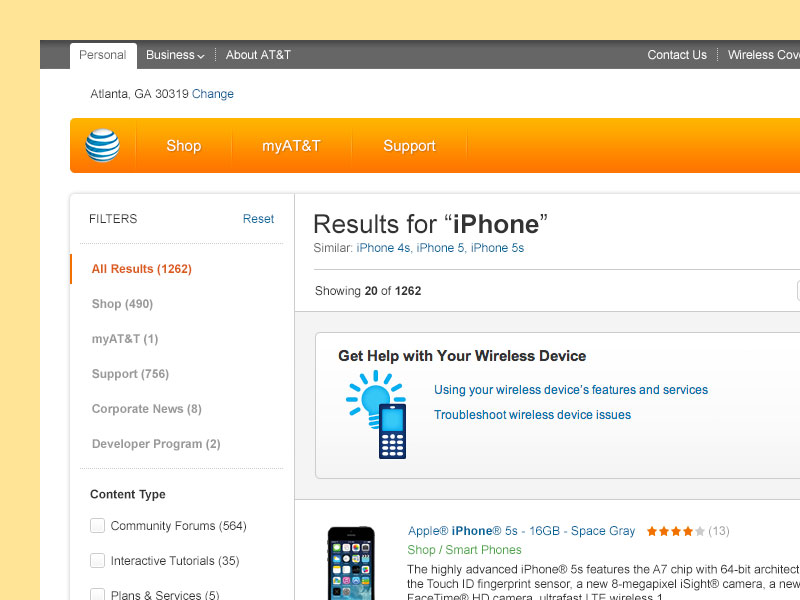 Personal Business About AT&T Contact Us Wireless Cov
Atlanta, GA 30319 Change
Shop myAT&T Support
FILTERS Reset
All Results (1262)
Shop (490)
myAT&T (1)
Support (756)
Corporate News (8)
Developer Program (2)
Content Type
Community Forums (564)
Interactive Tutorials (35)
Plans & Services (5)
Results for “iPhone”
Similar: iPhone 4s, iPhone 5, iPhone 5s
Showing 20 of 1262
Get Help with Your Wireless Device
Using your wireless device’s features and services
Troubleshoot wireless device issues
Apple® iPhone® 5s - 16GB - Space Gray (13)
Shop / Smart Phones
The highly advanced iPhone® 5s features the A7 chip with 64-bit architect
the Touch ID fingerprint sensor, a new 8-megapixel iSight® camera, a new
FaceTime® HD camera, ultrafast LTE wireless 1